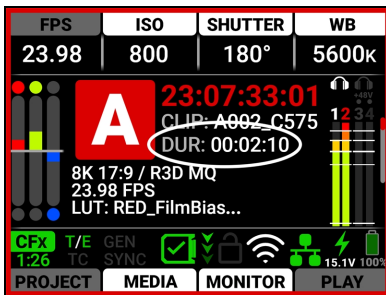 FPS ISO SHUTTER WB
23.98 800 180° 5600K
A
23:07:33:01
CLIP: A002_C575
DUR: 00:02:10
+48V
1 2 3 4
8K 17:9 / R3D MQ
23.98 FPS
LUT: RED_FilmBias...
CFx T/E GEN
1:26 TC SYNC
15.1V 100%
PROJECT MEDIA MONITOR PLAY